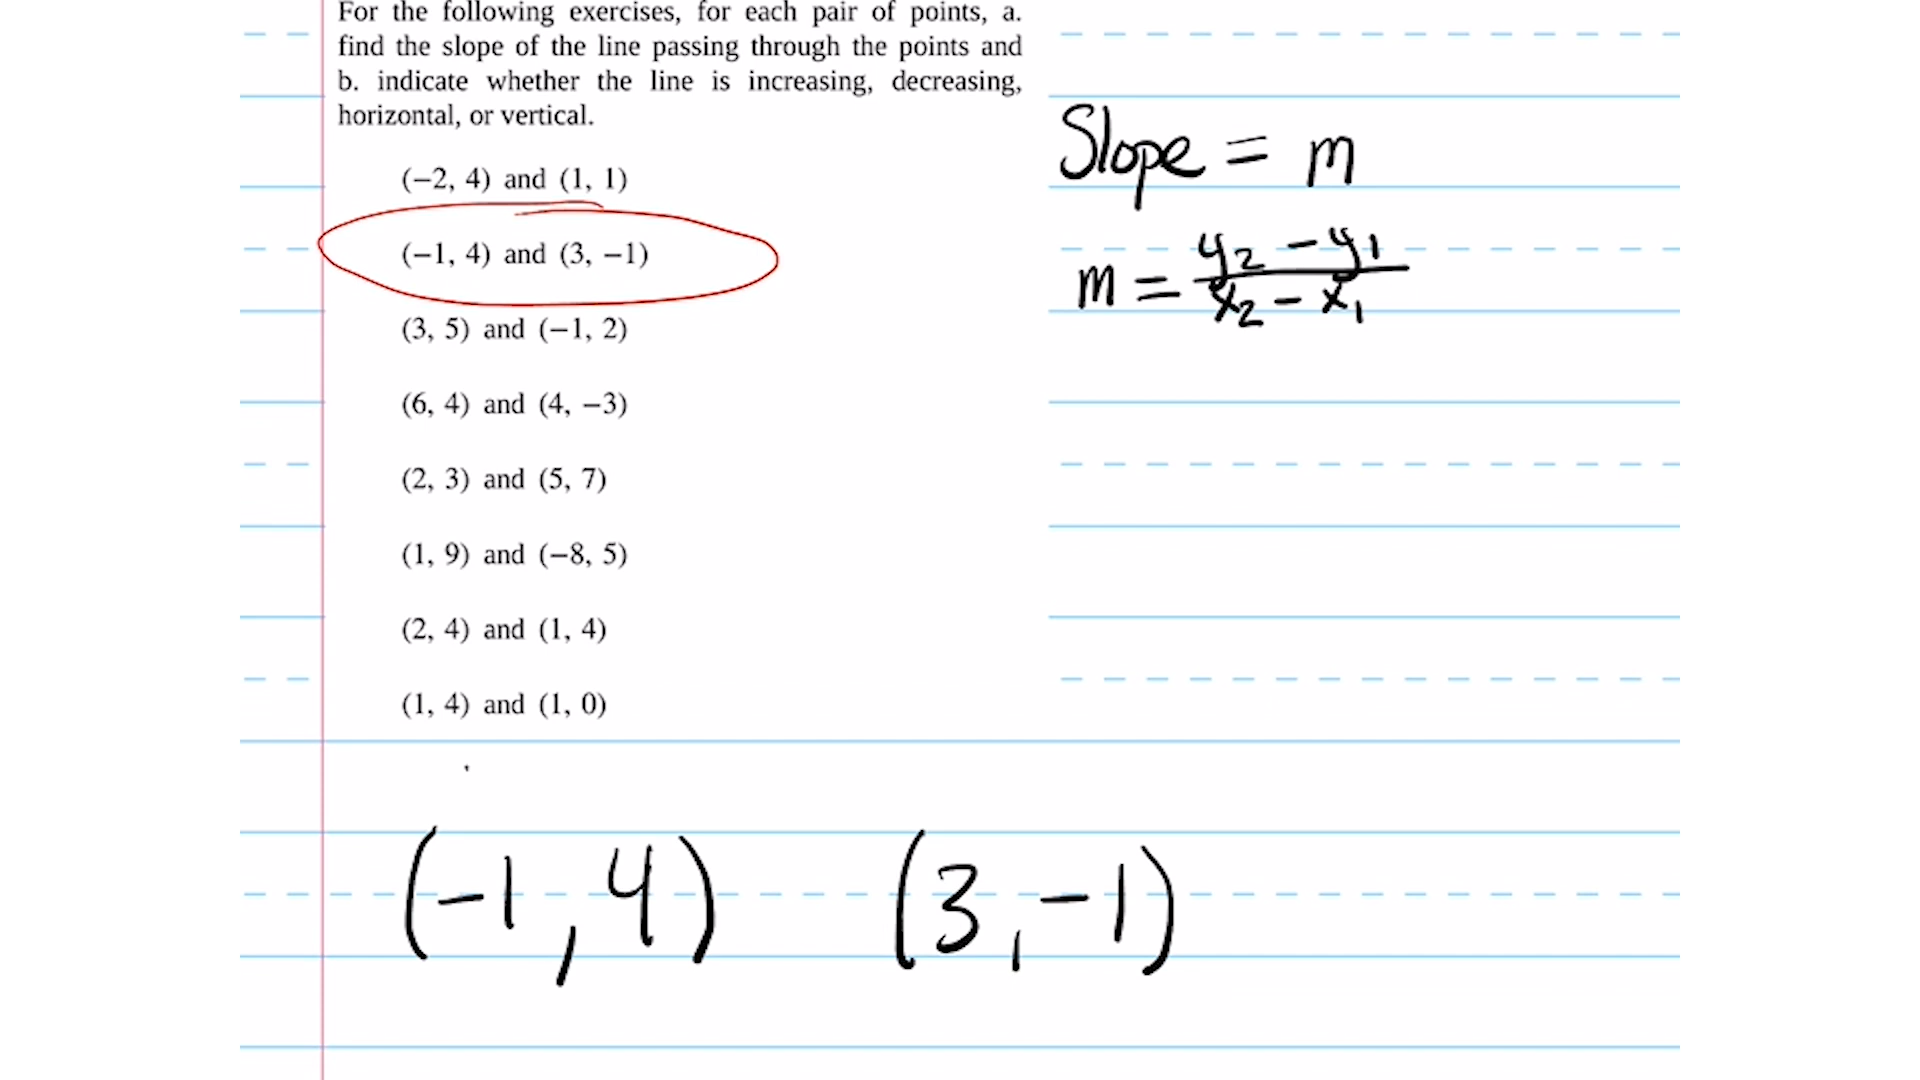 For the following exercises, for each pair of points, a.
find the slope of the line passing through the points and
b. indicate whether the line is increasing, decreasing,
horizontal, or vertical.
(−2, 4) and (1, 1)
(−1, 4) and (3, −1)
(3, 5) and (−1, 2)
(6, 4) and (4, −3)
(2, 3) and (5, 7)
(1, 9) and (−8, 5)
(2, 4) and (1, 4)
(1, 4) and (1, 0)
Slope = m
m = y₂ − y₁ / x₂ − x₁
(−1, 4) (3, −1)